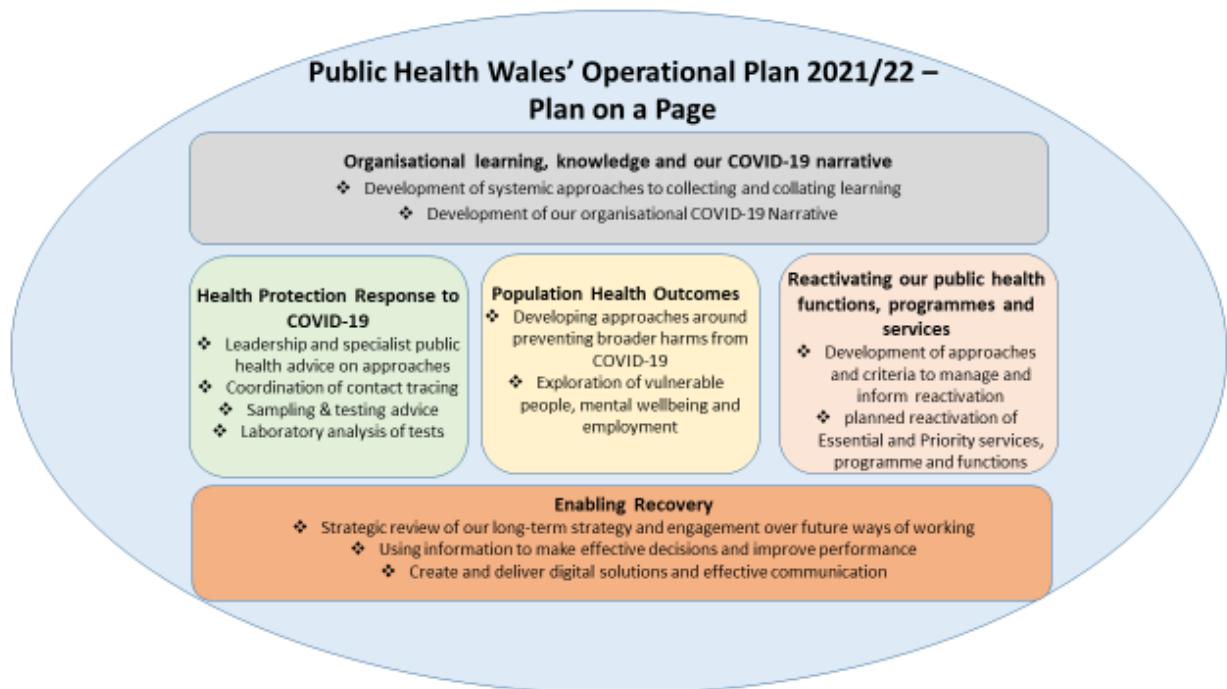 Public Health Wales' Operational Plan 2021/22 –
Plan on a Page
Organisational learning, knowledge and our COVID-19 narrative
❖ Development of systemic approaches to collecting and collating learning
❖ Development of our organisational COVID-19 Narrative
Health Protection Response to
COVID-19
❖ Leadership and specialist public
health advice on approaches
❖ Coordination of contact tracing
❖ Sampling & testing advice
❖ Laboratory analysis of tests
Population Health Outcomes
❖ Developing approaches around
preventing broader harms from
COVID-19
❖ Exploration of vulnerable
people, mental wellbeing and
employment
Reactivating our public health
functions, programmes and
services
❖ Development of approaches
and criteria to manage and
inform reactivation
❖ planned reactivation of
Essential and Priority services,
programme and functions
Enabling Recovery
❖ Strategic review of our long-term strategy and engagement over future ways of working
❖ Using information to make effective decisions and improve performance
❖ Create and deliver digital solutions and effective communication